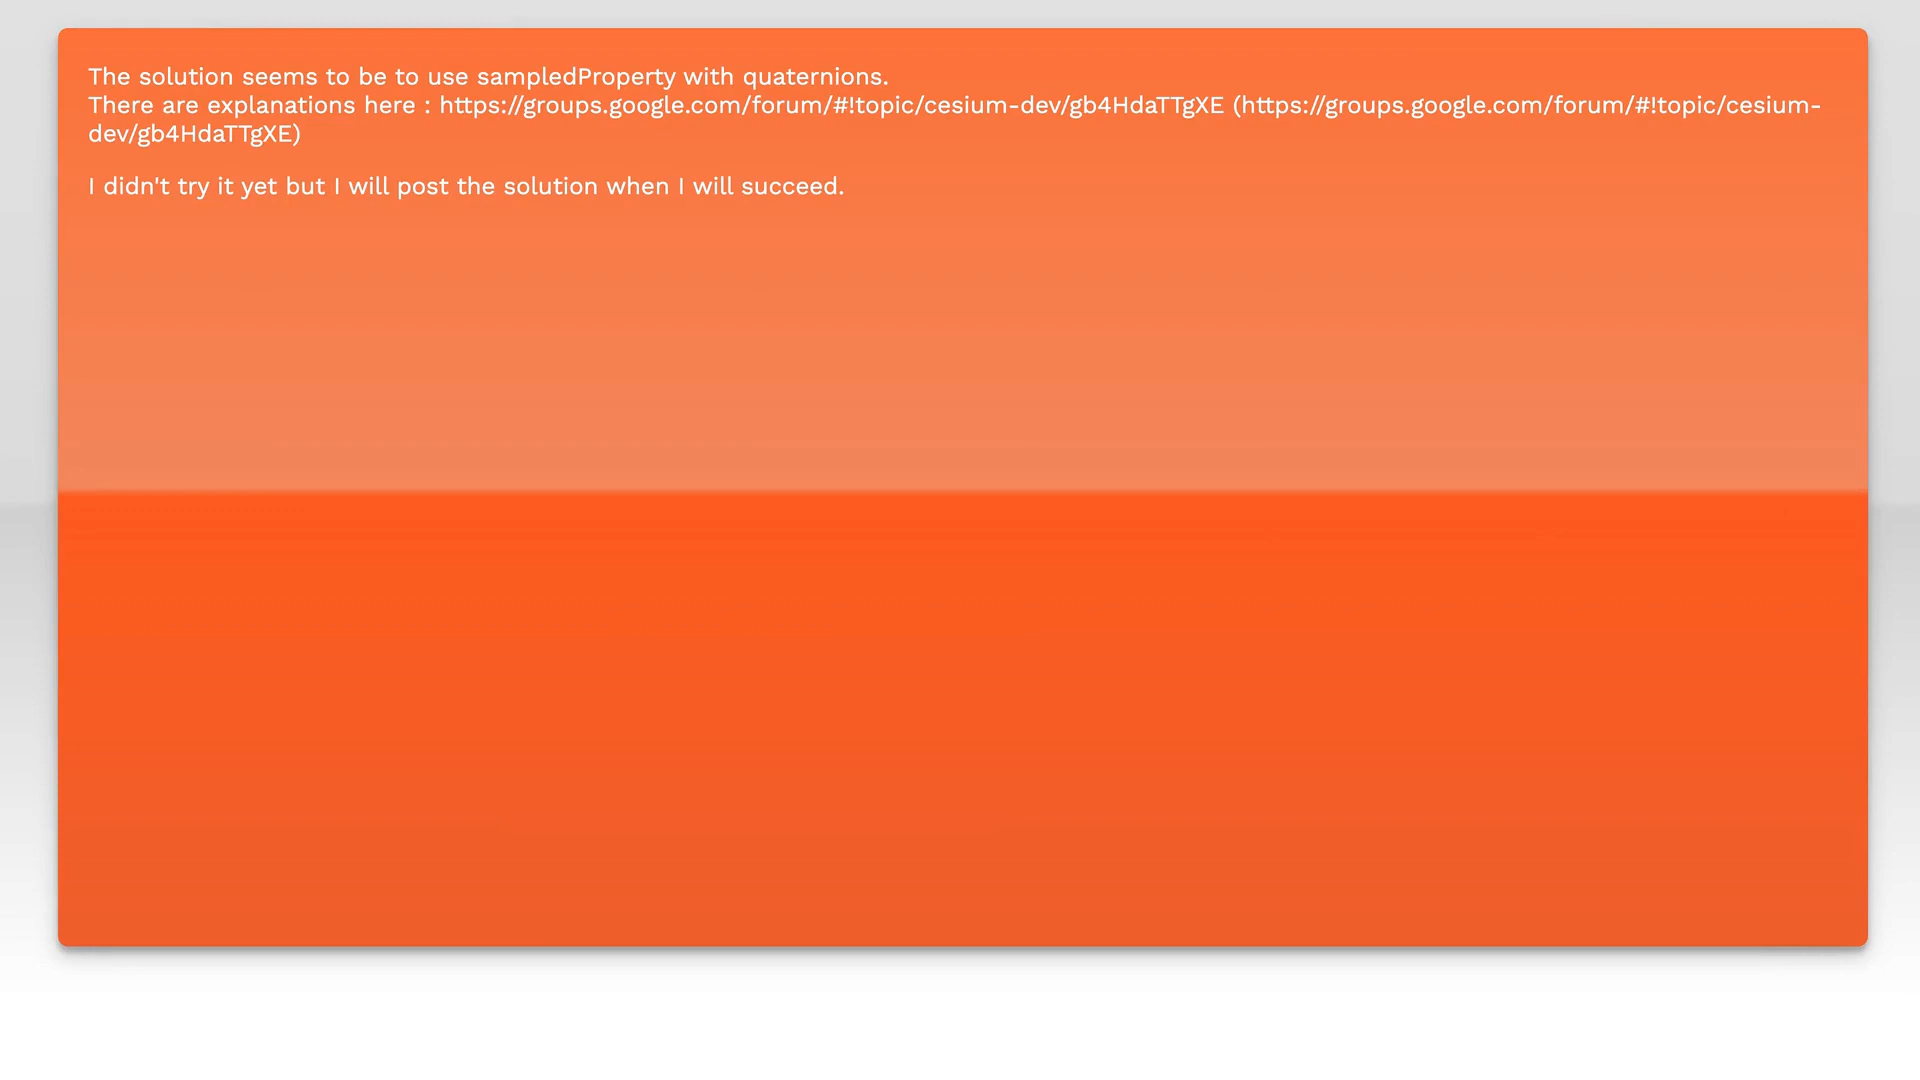 The solution seems to be to use sampledProperty with quaternions.
There are explanations here : https://groups.google.com/forum/#!topic/cesium-dev/gb4HdaTTgXE (https://groups.google.com/forum/#!topic/cesium-
dev/gb4HdaTTgXE)
I didn't try it yet but I will post the solution when I will succeed.